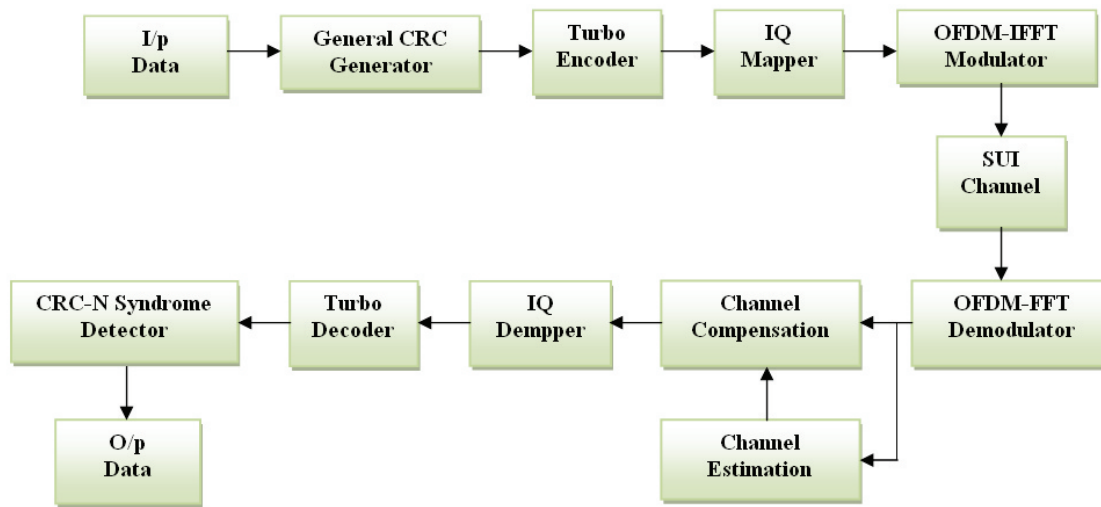 I/p
Data
General CRC
Generator
Turbo
Encoder
IQ
Mapper
OFDM-IFFT
Modulator
SUI
Channel
OFDM-FFT
Demodulator
Channel
Compensation
Channel
Estimation
IQ
Dempper
Turbo
Decoder
CRC-N Syndrome
Detector
O/p
Data